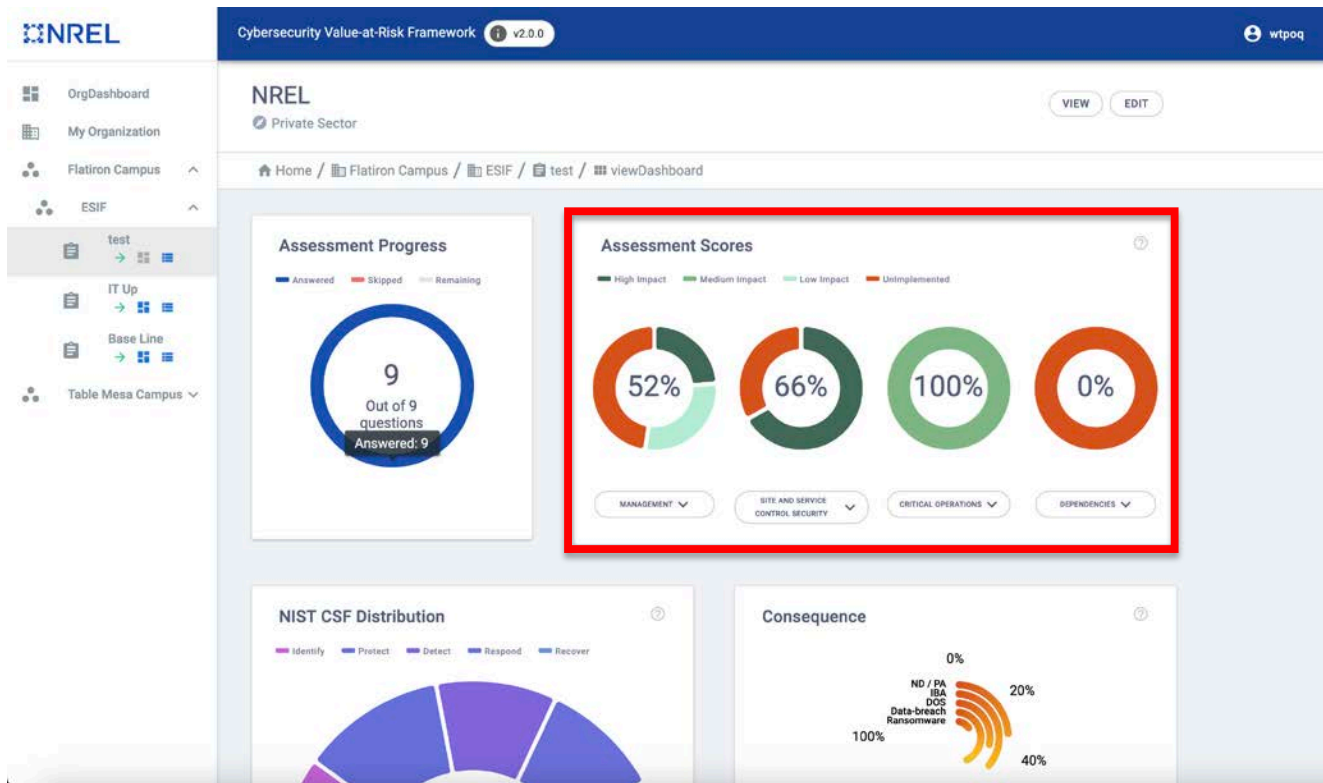 NREL
Cybersecurity Value-at-Risk Framework
v2.0.0
wtpoq
OrgDashboard
My Organization
Flatiron Campus
ESIF
test
IT Up
Base Line
Table Mesa Campus
NREL
Private Sector
VIEW
EDIT
Home / Flatiron Campus / ESIF / test / viewDashboard
Assessment Progress
Answered Skipped Remaining
9
Out of 9
questions
Answered: 9
Assessment Scores
High Impact Medium Impact Low Impact Unimplemented
52% 66% 100% 0%
MANAGEMENT
SITE AND SERVICE
CONTROL SECURITY
CRITICAL OPERATIONS
DEPENDENCIES
NIST CSF Distribution
Identify Protect Detect Respond Recover
Consequence
0%
ND / PA
IBA
DOS
Data-breach
Ransomware
20%
100%
40%